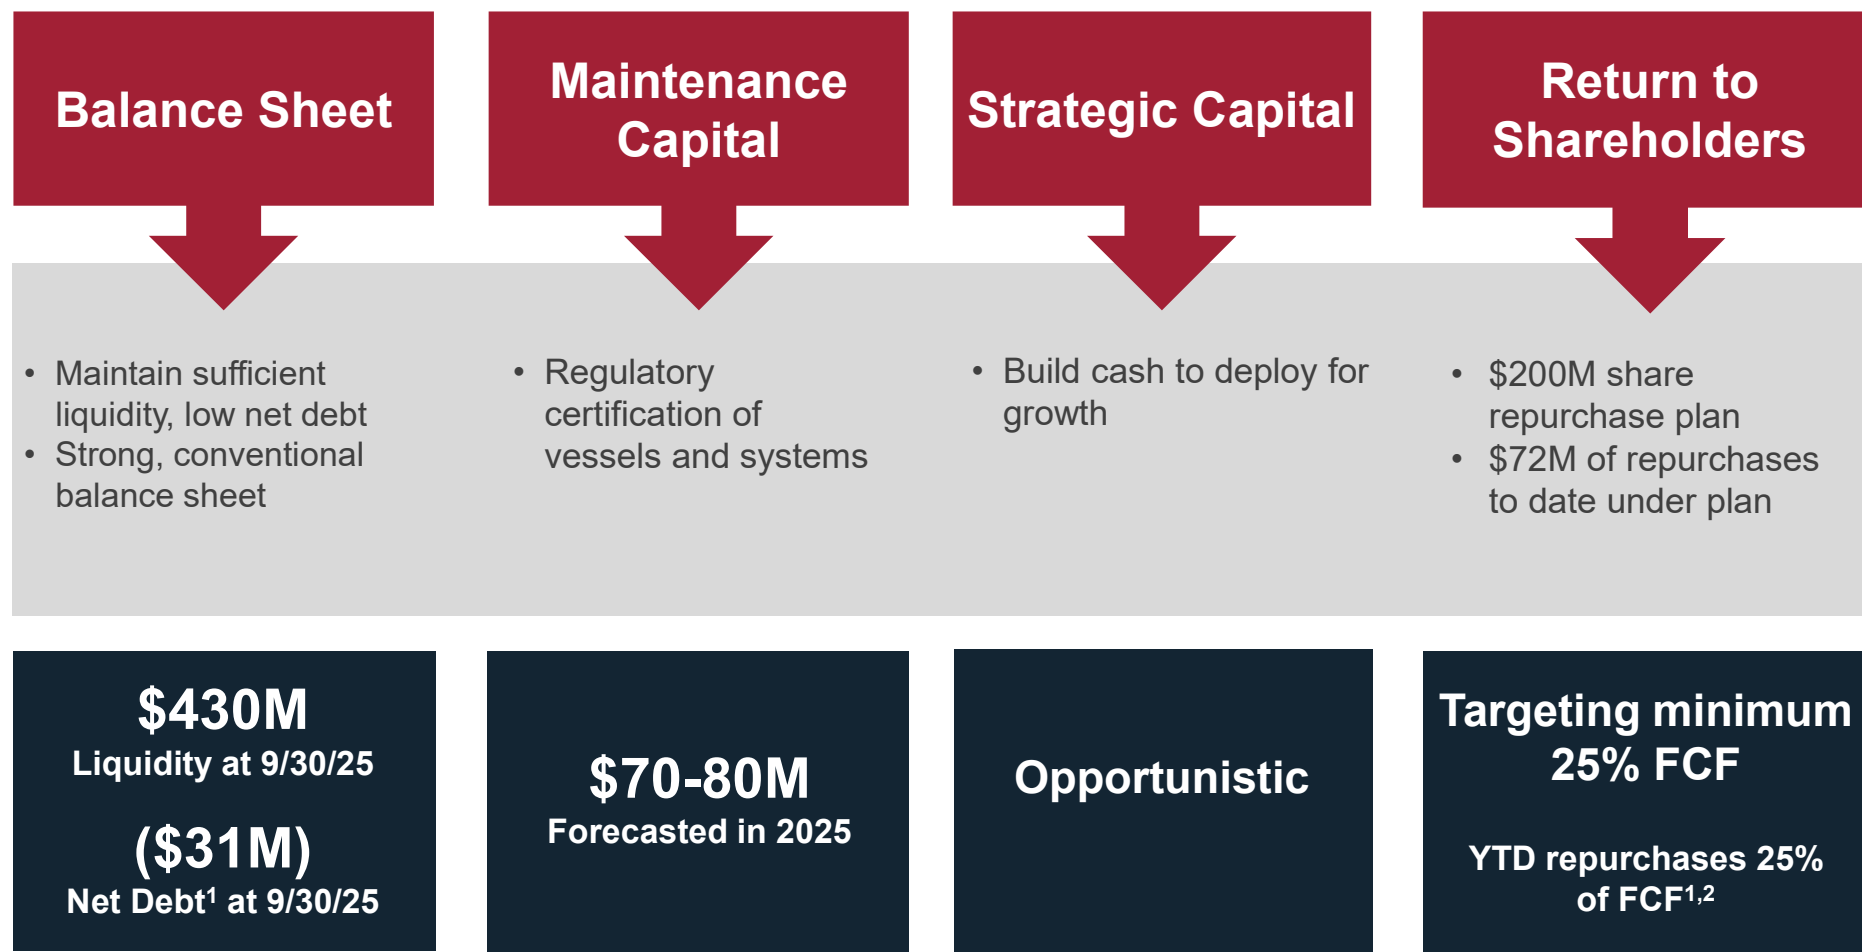 Balance Sheet
Maintenance
Capital
Strategic Capital
Return to
Shareholders
• Maintain sufficient
liquidity, low net debt
• Strong, conventional
balance sheet
• Regulatory
certification of
vessels and systems
• Build cash to deploy for
growth
• $200M share
repurchase plan
• $72M of repurchases
to date under plan
$430M
Liquidity at 9/30/25
($31M)
Net Debt¹ at 9/30/25
$70-80M
Forecasted in 2025
Opportunistic
Targeting minimum
25% FCF
YTD repurchases 25%
of FCF¹,²